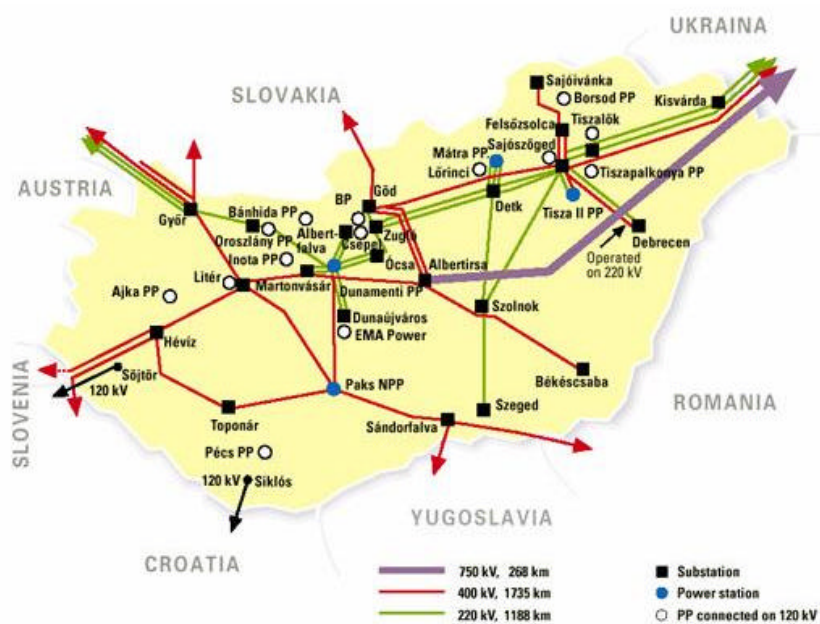 UKRAINA
SLOVAKIA
AUSTRIA
SLOVENIA
CROATIA
YUGOSLAVIA
ROMANIA
Sajóivánka
Borsod PP
Kisvárda
Felsőzsolca
Tiszalök
Sajószöged
Mátra PP.
Lőrinci
Tiszapalkonya PP
Detk
Tisza II PP
Debrecen
Operated
on 220 kV
Göd
BP
Győr
Bánhida PP
Albert-
falva
Csepel
Zugló
Oroszlány PP
Inota PP
Ócsa
Albertirsa
Litér
Martonvásár
Dunamenti PP
Ajka PP
Szolnok
Dunaújváros
EMA Power
Hévíz
Söjtör
120 kV
Békéscsaba
Paks NPP
Toponár
Szeged
Sándorfalva
Pécs PP
120 kV
Siklós
750 kV, 268 km
400 kV, 1735 km
220 kV, 1188 km
Substation
Power station
PP connected on 120 kV